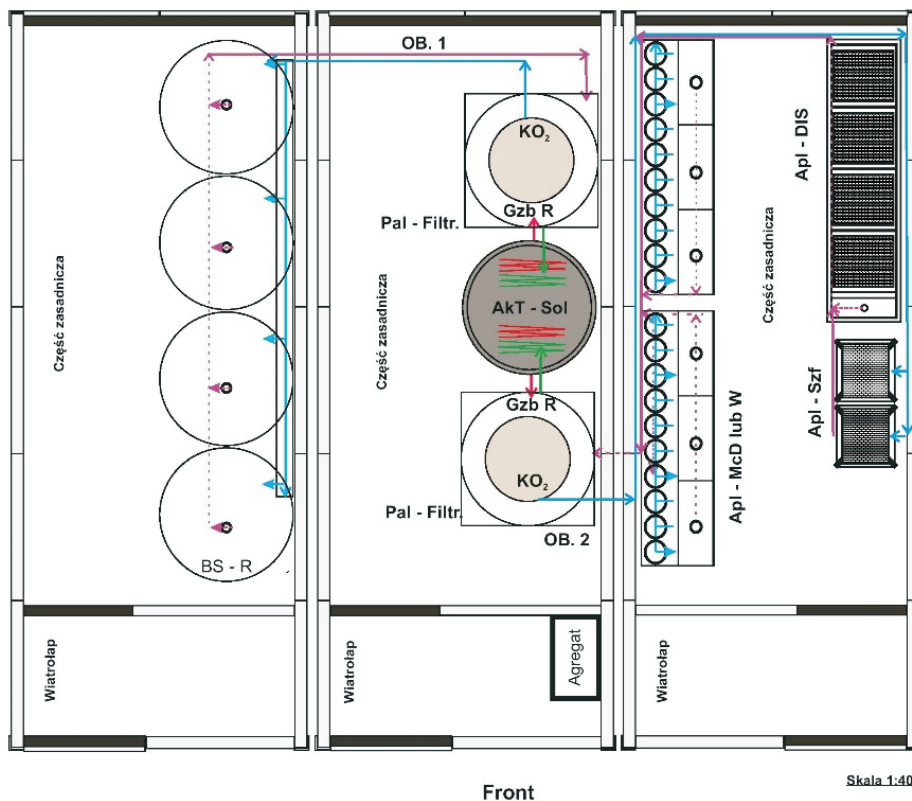 OB. 1
KO2
Gzb R
Pal - Filtr.
AkT - Sol
Gzb R
KO2
Pal - Filtr.
OB. 2
BS - R
Część zasadnicza
Część zasadnicza
Część zasadnicza
Apl - DIS
Apl - Szf
Apl - McD lub W
Wiatrołap
Wiatrołap
Agregat
Wiatrołap
Front
Skala 1:40